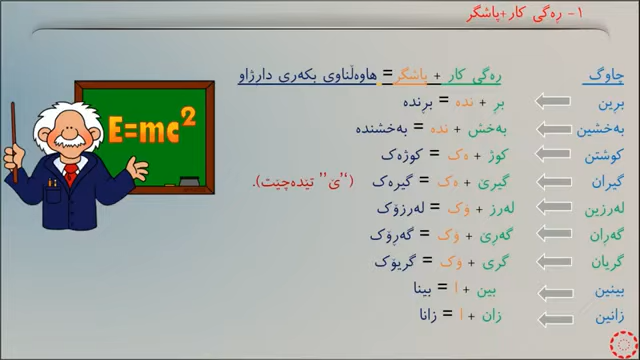 ١- ڕەگی کار+پاشگر
چاوگ ڕەگی کار + پاشگر = هاوەڵناوی بکەری داڕژاو
بڕین بڕ + ندە = بڕندە
بەخشین بەخش + ندە = بەخشندە
کوشتن کوژ + ەک = کوژەک
گیران گیرێ + ەک = گیرەک (“ێ” تێدەچێت).
لەرزین لەرز + ۆک = لەرزۆک
گەڕان گەڕێ + ۆک = گەڕۆک
گریان گری + ۆک = گریۆک
بینین بین + ا = بینا
زانین زان + ا = زانا
E=mc²